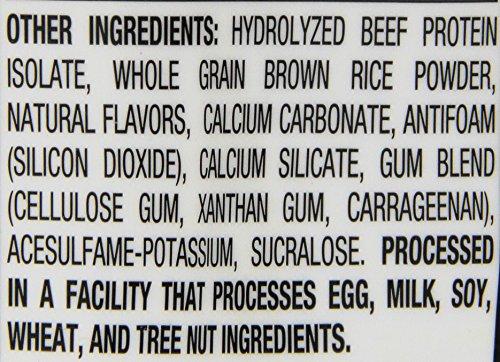 OTHER INGREDIENTS: HYDROLYZED BEEF PROTEIN
ISOLATE, WHOLE GRAIN BROWN RICE POWDER,
NATURAL FLAVORS, CALCIUM CARBONATE, ANTIFOAM
(SILICON DIOXIDE), CALCIUM SILICATE, GUM BLEND
(CELLULOSE GUM, XANTHAN GUM, CARRAGEENAN),
ACESULFAME-POTASSIUM, SUCRALOSE. PROCESSED
IN A FACILITY THAT PROCESSES EGG, MILK, SOY,
WHEAT, AND TREE NUT INGREDIENTS.